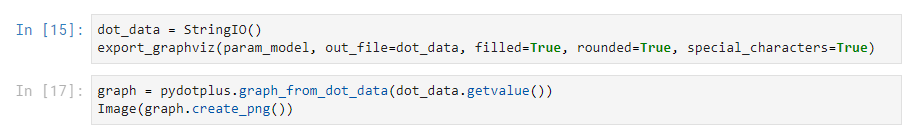 In [15]: dot_data = StringIO()
export_graphviz(param_model, out_file=dot_data, filled=True, rounded=True, special_characters=True)
In [17]: graph = pydotplus.graph_from_dot_data(dot_data.getvalue())
Image(graph.create_png())